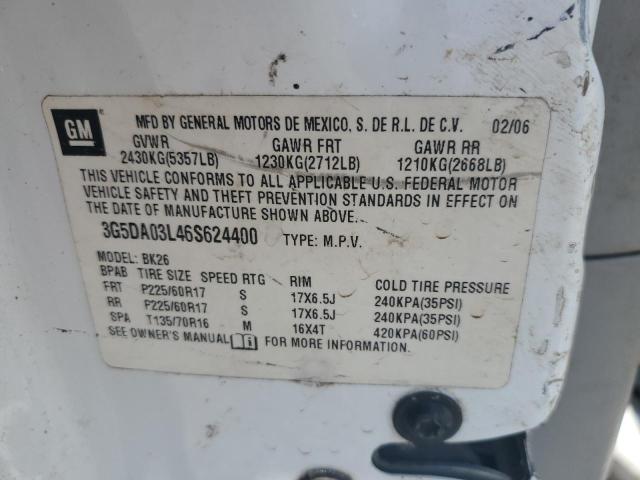 GM ® MFD BY GENERAL MOTORS DE MEXICO, S. DE R.L. DE C.V. 02/06
GVWR GAWR FRT GAWR RR
2430KG(5357LB) 1230KG(2712LB) 1210KG(2668LB)
THIS VEHICLE CONFORMS TO ALL APPLICABLE U.S. FEDERAL MOTOR
VEHICLE SAFETY AND THEFT PREVENTION STANDARDS IN EFFECT ON
THE DATE OF MANUFACTURE SHOWN ABOVE.
3G5DA03L46S624400 TYPE: M.P.V.
MODEL: BK26
BPAB TIRE SIZE SPEED RTG RIM COLD TIRE PRESSURE
FRT P225/60R17 S 17X6.5J 240KPA(35PSI)
RR P225/60R17 S 17X6.5J 240KPA(35PSI)
SPA T135/70R16 M 16X4T 420KPA(60PSI)
SEE OWNER'S MANUAL FOR MORE INFORMATION.